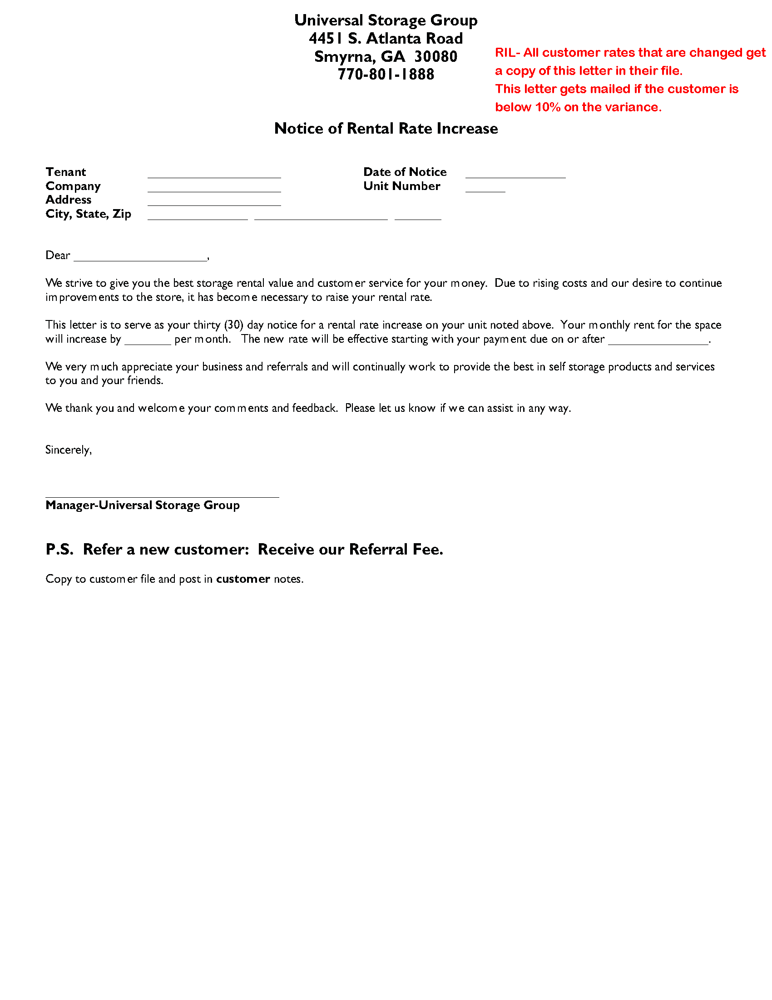 Universal Storage Group
4451 S. Atlanta Road
Smyrna, GA 30080
770-801-1888
RIL- All customer rates that are changed get
a copy of this letter in their file.
This letter gets mailed if the customer is
below 10% on the variance.
Notice of Rental Rate Increase
Tenant ____________________ Date of Notice _______________
Company ____________________ Unit Number ______
Address ____________________
City, State, Zip _______________ ____________________ _______
Dear ____________________,
We strive to give you the best storage rental value and customer service for your money. Due to rising costs and our desire to continue
improvements to the store, it has become necessary to raise your rental rate.
This letter is to serve as your thirty (30) day notice for a rental rate increase on your unit noted above. Your monthly rent for the space
will increase by _______ per month. The new rate will be effective starting with your payment due on or after _______________.
We very much appreciate your business and referrals and will continually work to provide the best in self storage products and services
to you and your friends.
We thank you and welcome your comments and feedback. Please let us know if we can assist in any way.
Sincerely,
___________________________________
Manager-Universal Storage Group
P.S. Refer a new customer: Receive our Referral Fee.
Copy to customer file and post in customer notes.